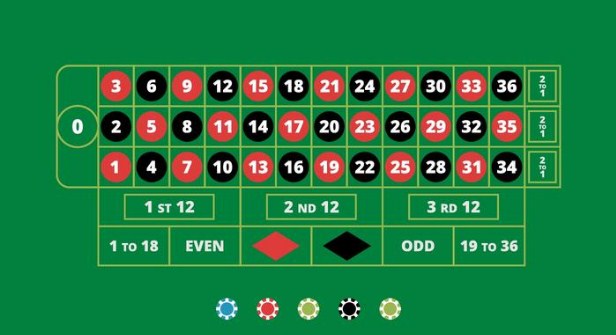 3 6 9 12 15 18 21 24 27 30 33 36 2 TO 1
0 2 5 8 11 14 17 20 23 26 29 32 35 2 TO 1
1 4 7 10 13 16 19 22 25 28 31 34 2 TO 1
1 ST 12 2 ND 12 3 RD 12
1 TO 18 EVEN ODD 19 TO 36